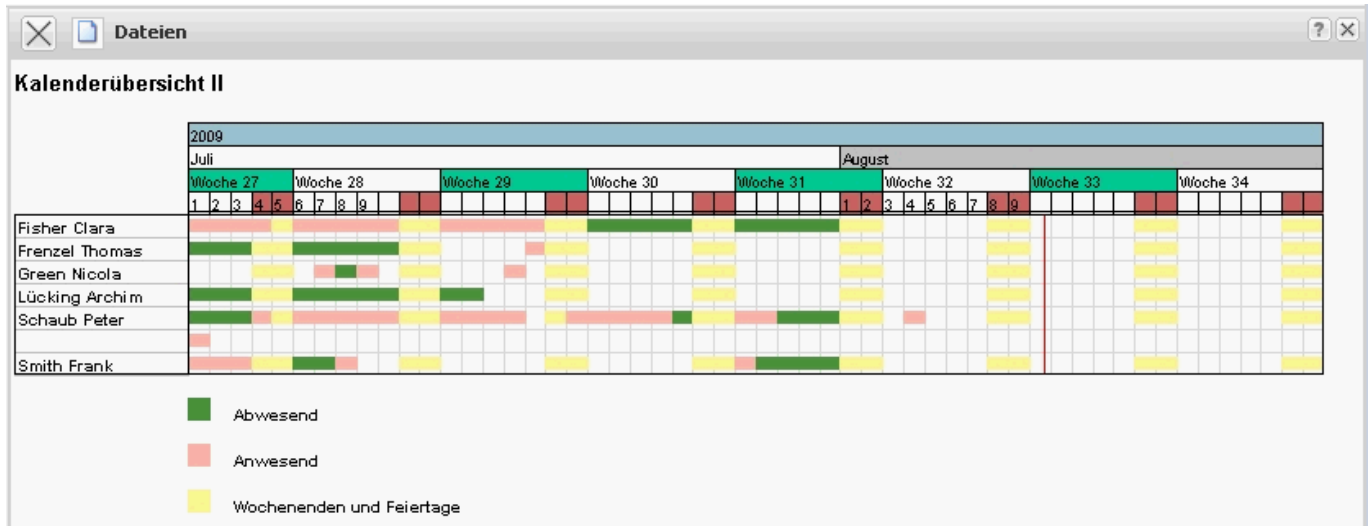 Dateien
?
Kalenderübersicht II
2009
Juli August
Woche 27 Woche 28 Woche 29 Woche 30 Woche 31 Woche 32 Woche 33 Woche 34
1 2 3 4 5 6 7 8 9 1 2 3 4 5 6 7 8 9
Fisher Clara
Frenzel Thomas
Green Nicola
Lücking Archim
Schaub Peter
Smith Frank
Abwesend
Anwesend
Wochenenden und Feiertage